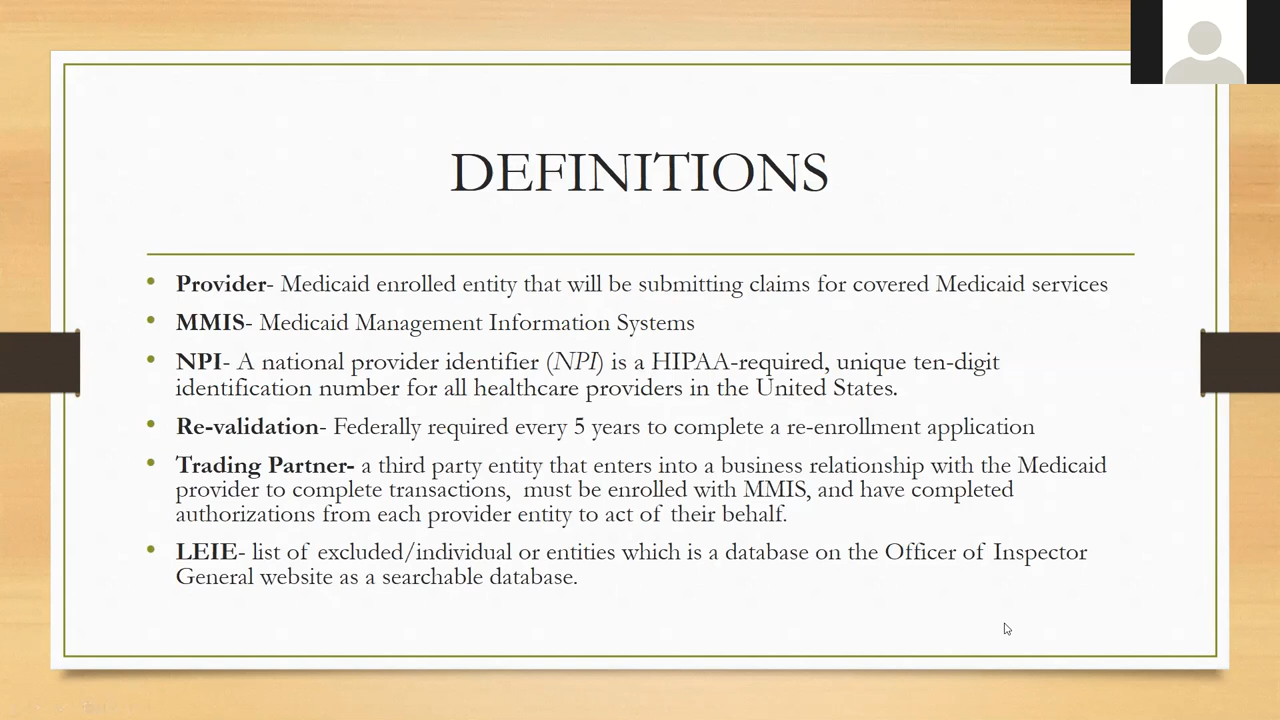 DEFINITIONS
• Provider- Medicaid enrolled entity that will be submitting claims for covered Medicaid services
• MMIS- Medicaid Management Information Systems
• NPI- A national provider identifier (NPI) is a HIPAA-required, unique ten-digit
identification number for all healthcare providers in the United States.
• Re-validation- Federally required every 5 years to complete a re-enrollment application
• Trading Partner- a third party entity that enters into a business relationship with the Medicaid
provider to complete transactions,  must be enrolled with MMIS, and have completed
authorizations from each provider entity to act of their behalf.
• LEIE- list of excluded/individual or entities which is a database on the Officer of Inspector
General website as a searchable database.